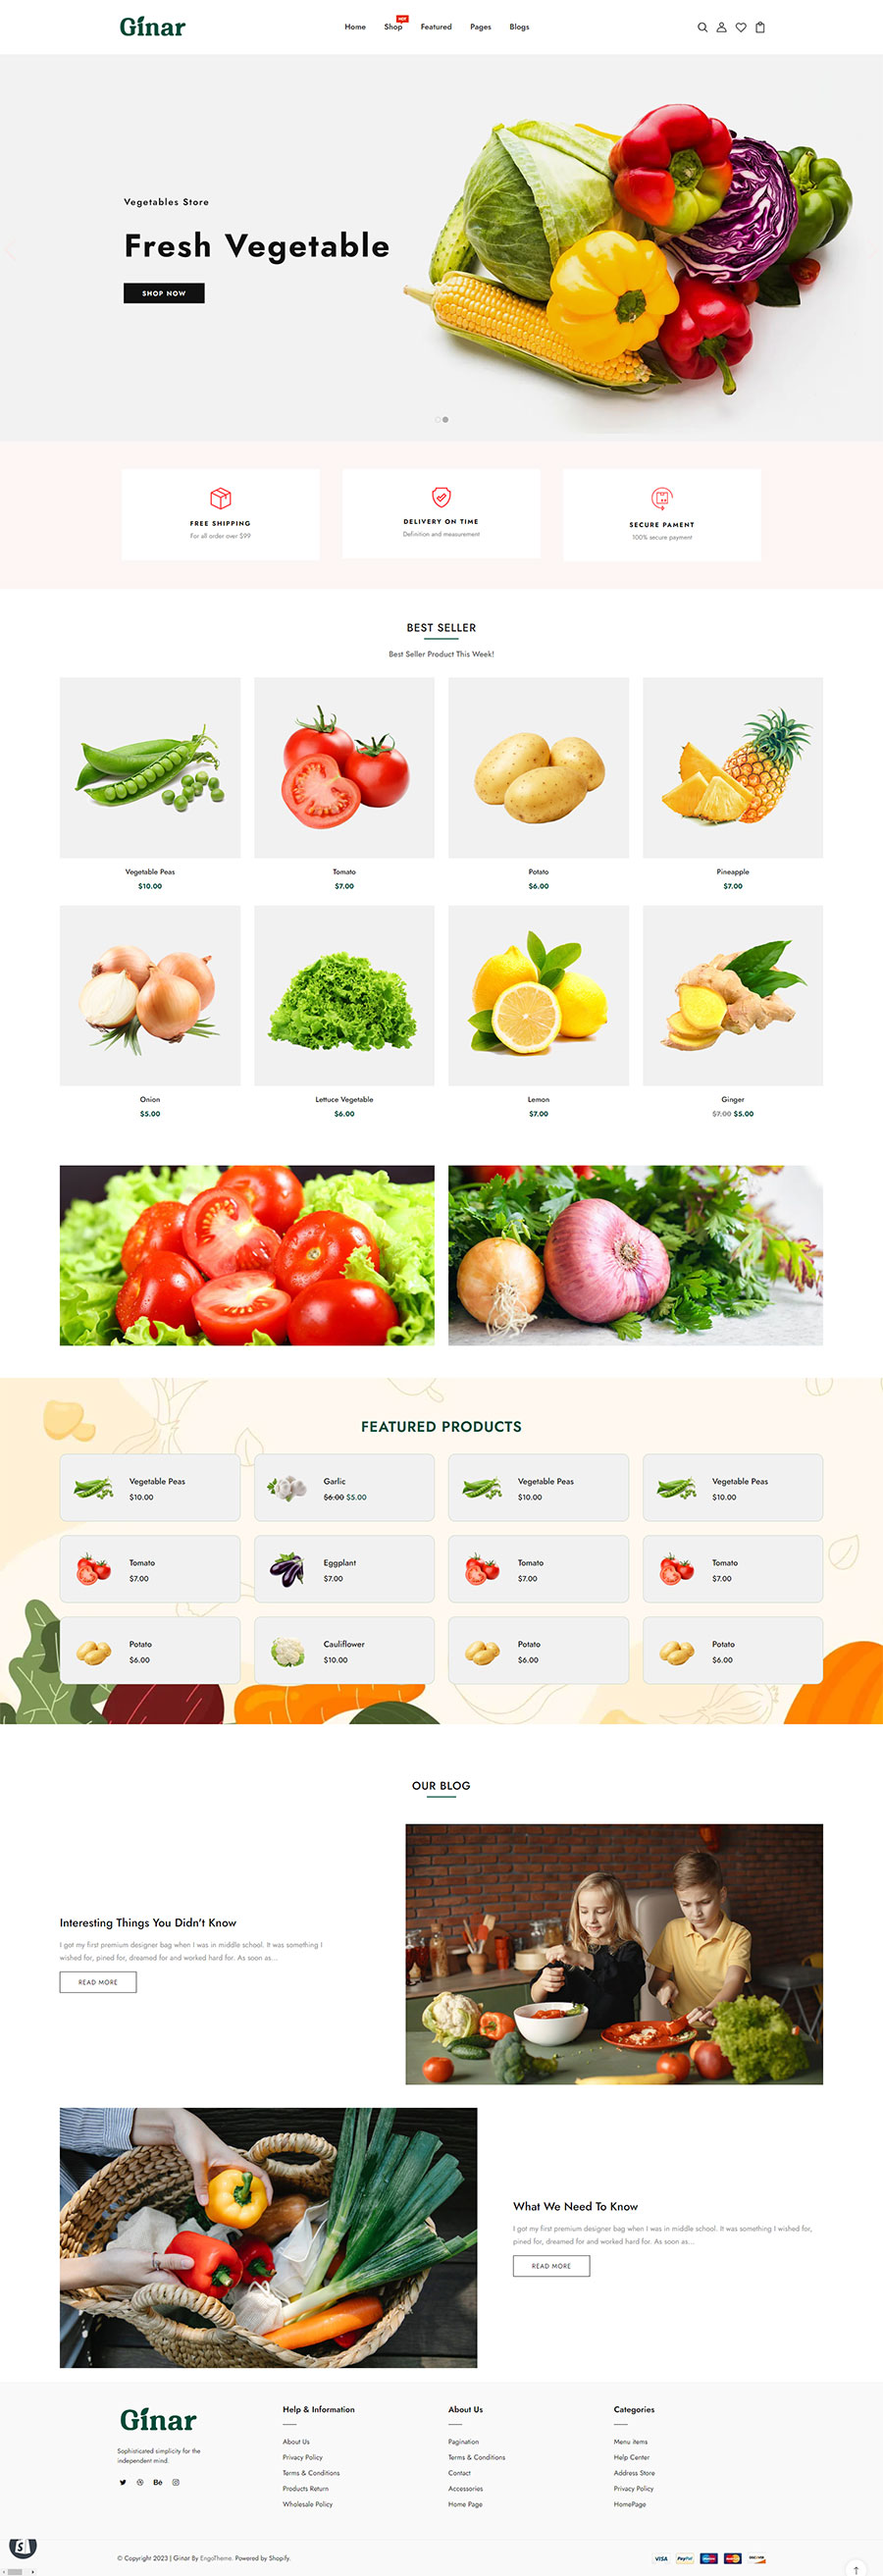 Ginar
Home Shop Featured Pages Blogs
HOT
Vegetables Store
Fresh Vegetable
SHOP NOW
FREE SHIPPING
For all order over $99
DELIVERY ON TIME
Definition and measurement
SECURE PAMENT
100% secure payment
BEST SELLER
Best Seller Product This Week!
Vegetable Peas
$10.00
Tomato
$7.00
Potato
$6.00
Pineapple
$7.00
Onion
$5.00
Lettuce Vegetable
$6.00
Lemon
$7.00
Ginger
$7.00 $5.00
FEATURED PRODUCTS
Vegetable Peas
$10.00
Garlic
$6.00 $5.00
Vegetable Peas
$10.00
Vegetable Peas
$10.00
Tomato
$7.00
Eggplant
$7.00
Tomato
$7.00
Tomato
$7.00
Potato
$6.00
Cauliflower
$10.00
Potato
$6.00
Potato
$6.00
OUR BLOG
Interesting Things You Didn't Know
I got my first premium designer bag when I was in middle school. It was something I
wished for, pined for, dreamed for and worked hard for. As soon as...
READ MORE
What We Need To Know
I got my first premium designer bag when I was in middle school. It was something I wished for,
pined for, dreamed for and worked hard for. As soon as...
READ MORE
Ginar
Sophisticated simplicity for the
independent mind.
Bē
Help & Information
About Us
Privacy Policy
Terms & Conditions
Products Return
Wholesale Policy
About Us
Pagination
Terms & Conditions
Contact
Accessories
Home Page
Categories
Menu items
Help Center
Address Store
Privacy Policy
HomePage
© Copyright 2023 | Ginar By EngoTheme. Powered by Shopify.
VISA PayPal